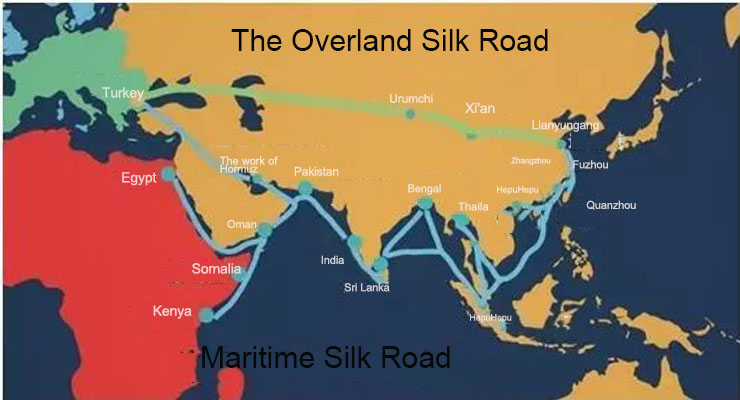 The Overland Silk Road
Turkey
Urumchi
Xi'an
Lianyungang
Zhangzhou
Fuzhou
The work of
Hormuz
Pakistan
Egypt
Bengal
HepuHepu
Thaila
Quanzhou
Oman
India
Somalia
Sri Lanka
Kenya
HepuHepu
Maritime Silk Road